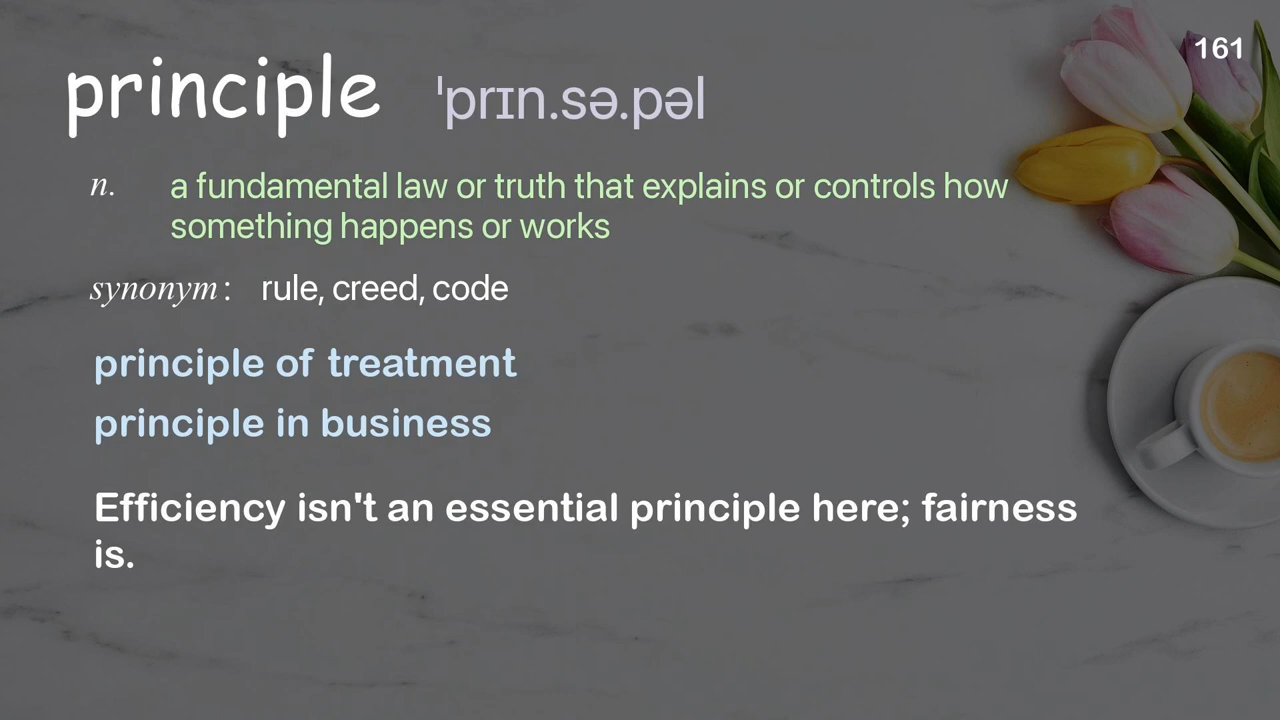 161
principle ˈprɪn.sə.pəl
n. a fundamental law or truth that explains or controls how
something happens or works
synonym: rule, creed, code
principle of treatment
principle in business
Efficiency isn't an essential principle here; fairness
is.